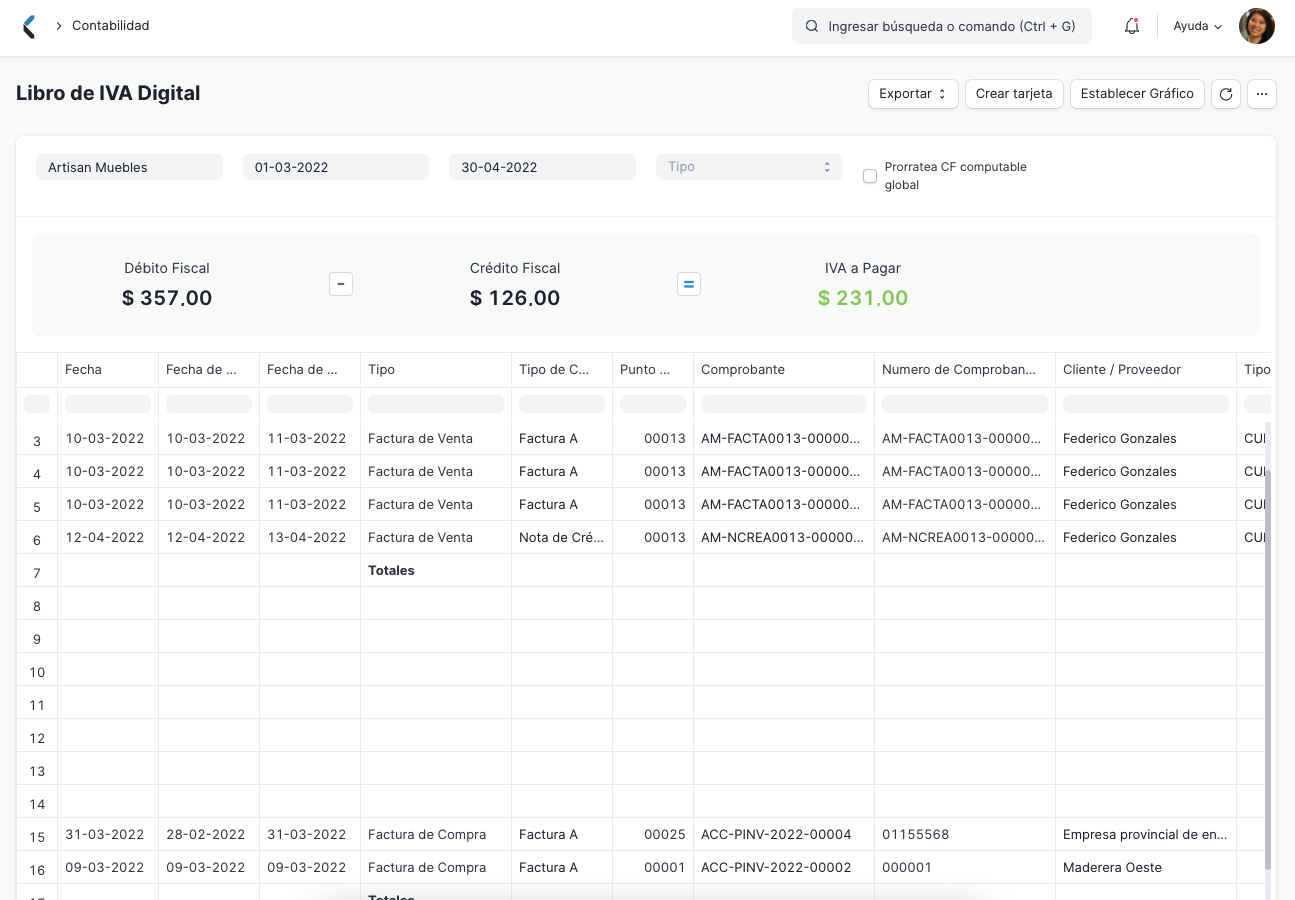 Contabilidad
Ingresar búsqueda o comando (Ctrl + G)
Ayuda
Libro de IVA Digital
Exportar
Crear tarjeta
Establecer Gráfico
Artisan Muebles
01-03-2022
30-04-2022
Tipo
Prorratea CF computable
global
Débito Fiscal
Crédito Fiscal
IVA a Pagar
$ 357,00
-
$ 126,00
=
$ 231,00
Fecha Fecha de ... Fecha de ... Tipo Tipo de C... Punto ... Comprobante Numero de Comproban... Cliente / Proveedor Tipo
3 10-03-2022 10-03-2022 11-03-2022 Factura de Venta Factura A 00013 AM-FACTA0013-00000... AM-FACTA0013-00000... Federico Gonzales
4 10-03-2022 10-03-2022 11-03-2022 Factura de Venta Factura A 00013 AM-FACTA0013-00000... AM-FACTA0013-00000... Federico Gonzales
5 10-03-2022 10-03-2022 11-03-2022 Factura de Venta Factura A 00013 AM-FACTA0013-00000... AM-FACTA0013-00000... Federico Gonzales
6 12-04-2022 12-04-2022 13-04-2022 Factura de Venta Nota de Cré... 00013 AM-NCREA0013-00000... AM-NCREA0013-00000... Federico Gonzales
7 Totales
8
9
10
11
12
13
14
15 31-03-2022 28-02-2022 31-03-2022 Factura de Compra Factura A 00025 ACC-PINV-2022-00004 01155568 Empresa provincial de en...
16 09-03-2022 09-03-2022 09-03-2022 Factura de Compra Factura A 00001 ACC-PINV-2022-00002 000001 Maderera Oeste
17 Totales